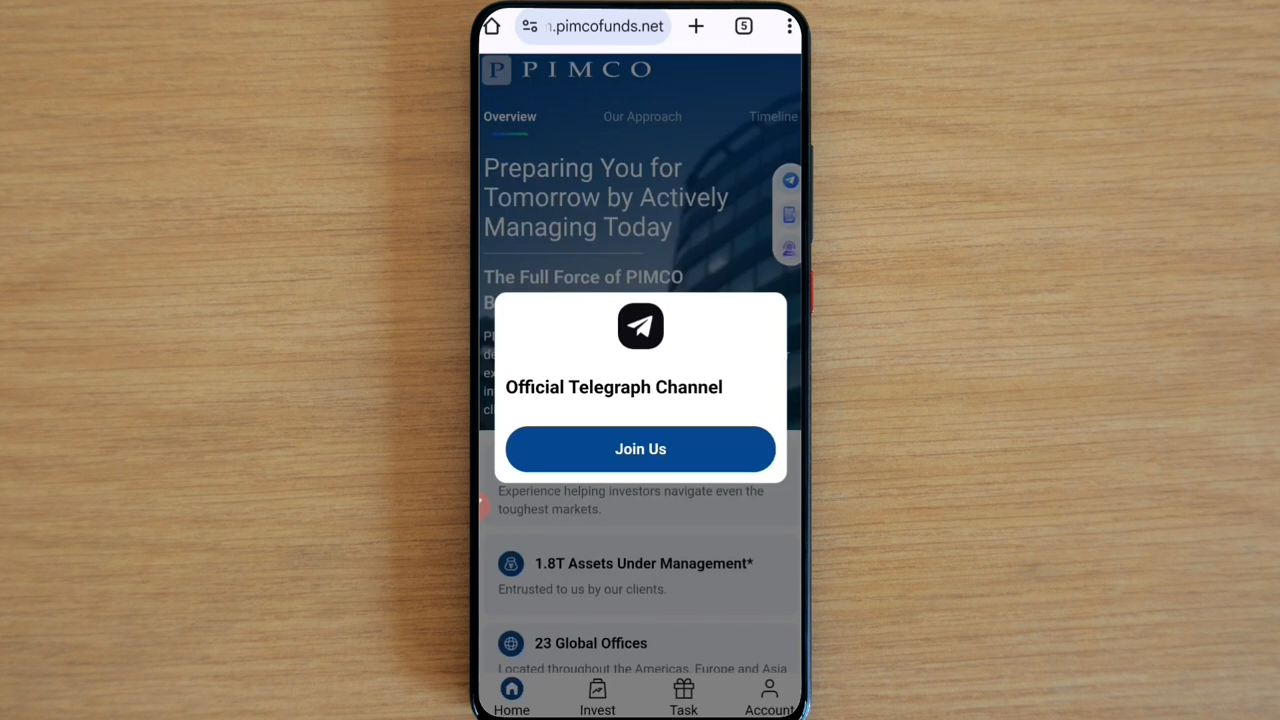 n.pimcofunds.net
5
P PIMCO
Overview Our Approach Timeline
Preparing You for
Tomorrow by Actively
Managing Today
The Full Force of PIMCO
Official Telegraph Channel
Join Us
Experience helping investors navigate even the
toughest markets.
1.8T Assets Under Management*
Entrusted to us by our clients.
23 Global Offices
Located throughout the Americas, Europe and Asia
Home Invest Task Account